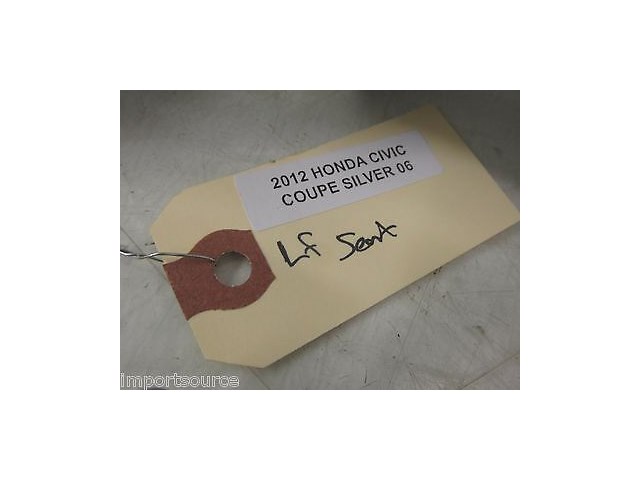 2012 HONDA CIVIC
COUPE SILVER 06
Lf Seat
importsource